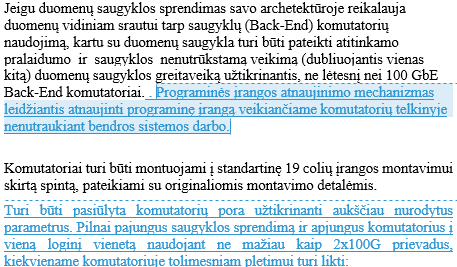 Jeigu duomenų saugyklos sprendimas savo archetektūroje reikalauja
duomenų vidiniam srautui tarp saugyklų (Back-End) komutatorių
naudojimą, kartu su duomenų saugykla turi būti pateikti atitinkamo
pralaidumo ir saugyklos nenutrūkstamą veikimą (dubliuojantis vienas
kitą) duomenų saugyklos greitaveiką užtikrinantis, ne lėtesni nei 100 GbE
Back-End komutatoriai. . Programinės įrangos atnaujinimo mechanizmas
leidžiantis atnaujinti programinę įrangą veikiančiame komutatorių telkinyje
nenutraukiant bendros sistemos darbo.
Komutatoriai turi būti montuojami į standartinę 19 colių įrangos montavimui
skirtą spintą, pateikiami su originaliomis montavimo detalėmis.
Turi būti pasiūlyta komutatorių pora užtikrinanti aukščiau nurodytus
parametrus. Pilnai pajungus saugyklos sprendimą ir apjungus komutatorius į
vieną loginį vienetą naudojant ne mažiau kaip 2x100G prievadus,
kiekviename komutatoriuje tolimesniam plėtimui turi likti: